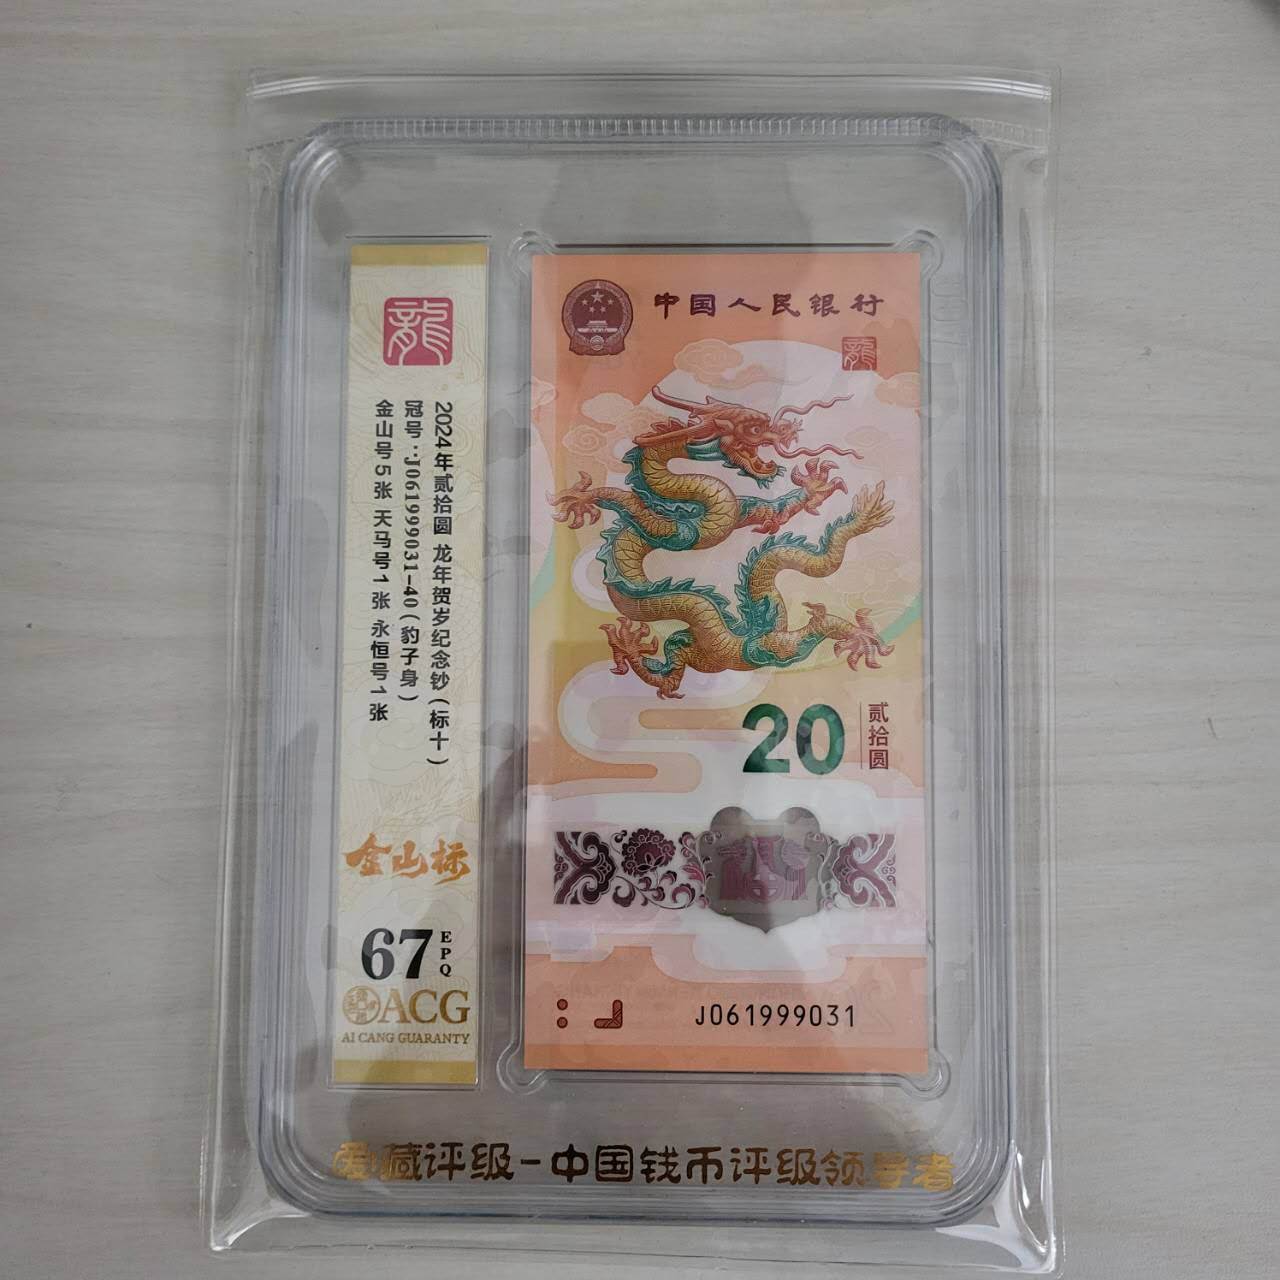 龍
2024年贰拾圆 龙年贺岁纪念钞（标十）
冠号：J061999031-40（豹子身）
金山号5张 天马号1张 永恒号1张
金山标
67 EPQ
ACG
AI CANG GUARANTY
中国人民银行
龍
20 贰拾圆
J061999031
爱藏评级-中国钱币评级领导者